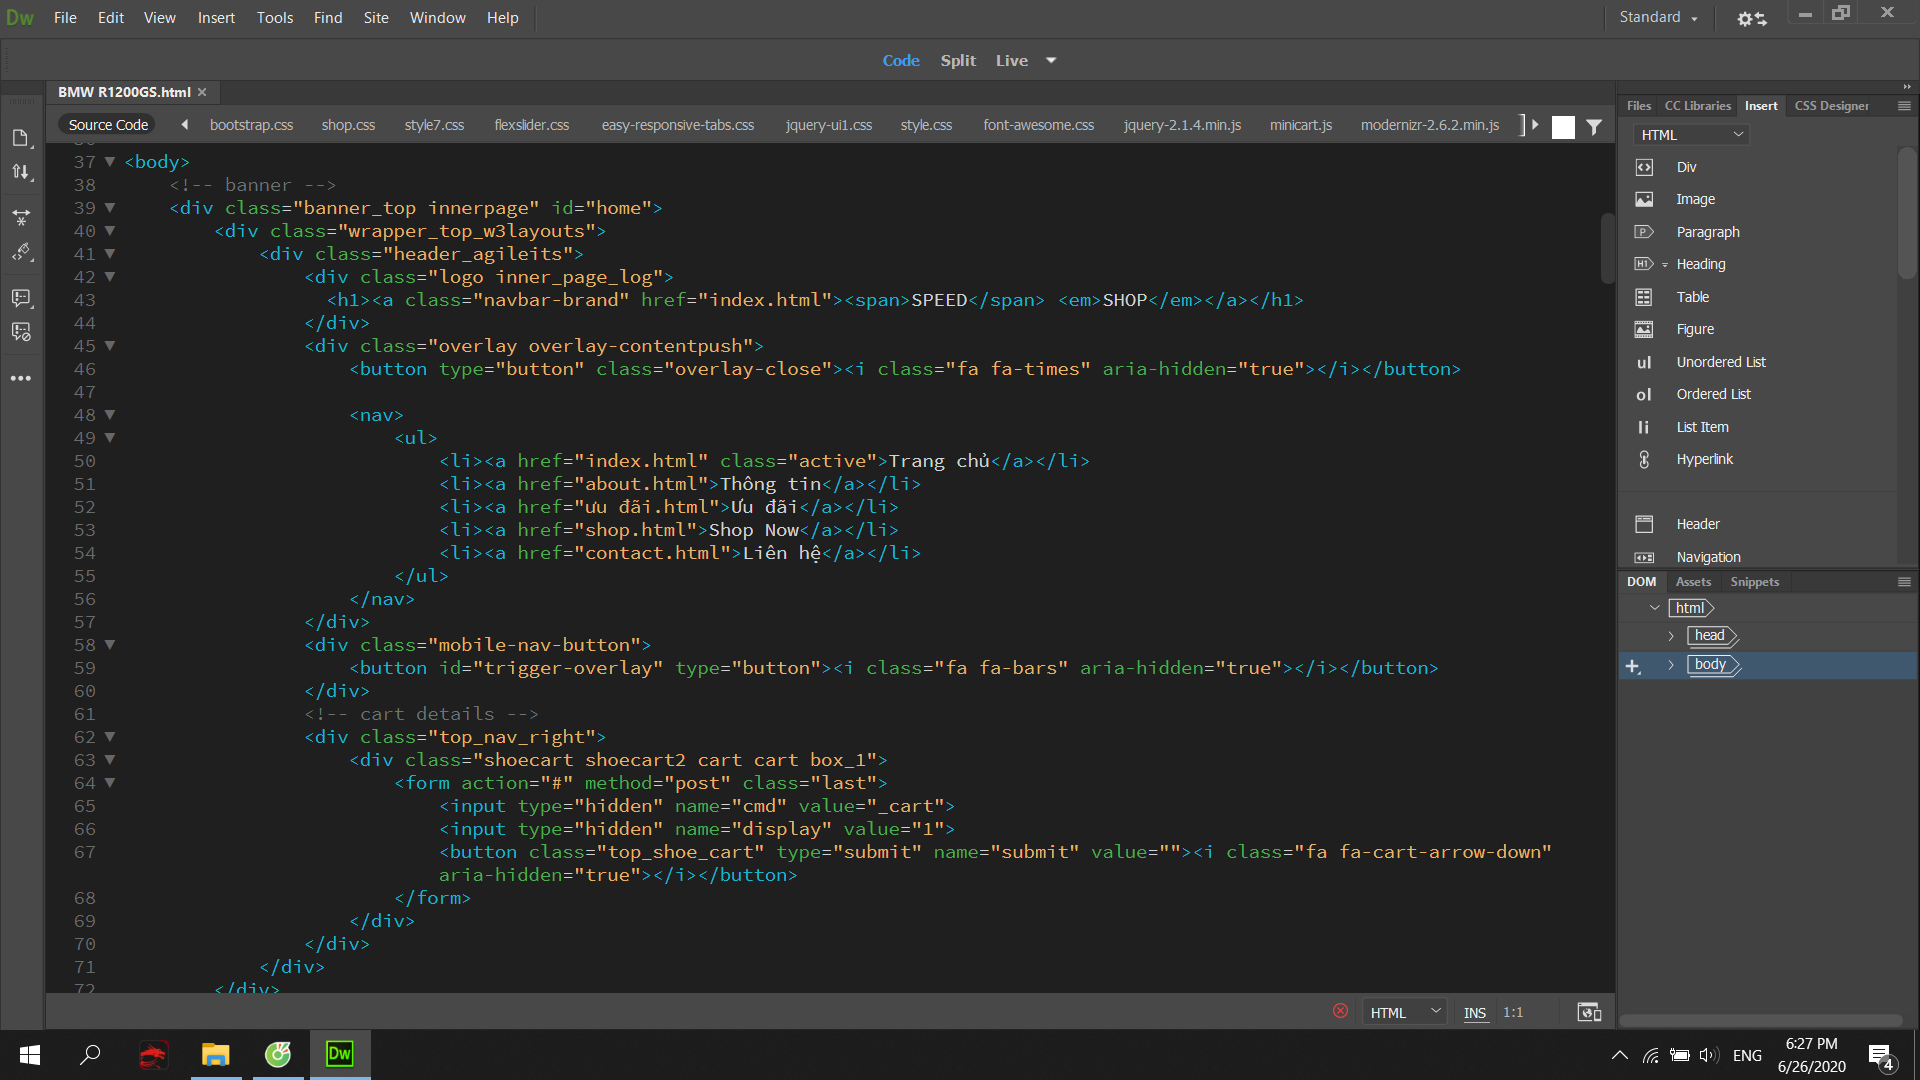 Dw File Edit View Insert Tools Find Site Window Help Standard
Code Split Live
BMW R1200GS.html
Source Code bootstrap.css shop.css style7.css flexslider.css easy-responsive-tabs.css jquery-ui1.css style.css font-awesome.css jquery-2.1.4.min.js minicart.js modernizr-2.6.2.min.js
37 <body>
38 <!-- banner -->
39 <div class="banner_top innerpage" id="home">
40 <div class="wrapper_top_w3layouts">
41 <div class="header_agileits">
42 <div class="logo inner_page_log">
43 <h1><a class="navbar-brand" href="index.html"><span>SPEED</span> <em>SHOP</em></a></h1>
44 </div>
45 <div class="overlay overlay-contentpush">
46 <button type="button" class="overlay-close"><i class="fa fa-times" aria-hidden="true"></i></button>
47
48 <nav>
49 <ul>
50 <li><a href="index.html" class="active">Trang chủ</a></li>
51 <li><a href="about.html">Thông tin</a></li>
52 <li><a href="ưu đãi.html">Ưu đãi</a></li>
53 <li><a href="shop.html">Shop Now</a></li>
54 <li><a href="contact.html">Liên hệ</a></li>
55 </ul>
56 </nav>
57 </div>
58 <div class="mobile-nav-button">
59 <button id="trigger-overlay" type="button"><i class="fa fa-bars" aria-hidden="true"></i></button>
60 </div>
61 <!-- cart details -->
62 <div class="top_nav_right">
63 <div class="shoecart shoecart2 cart cart box_1">
64 <form action="#" method="post" class="last">
65 <input type="hidden" name="cmd" value="_cart">
66 <input type="hidden" name="display" value="1">
67 <button class="top_shoe_cart" type="submit" name="submit" value=""><i class="fa fa-cart-arrow-down"
aria-hidden="true"></i></button>
68 </form>
69 </div>
70 </div>
71 </div>
72 </div>
HTML INS 1:1
Files CC Libraries Insert CSS Designer
HTML
Div
Image
P Paragraph
H1 Heading
Table
Figure
ul Unordered List
ol Ordered List
li List Item
Hyperlink
Header
Navigation
DOM Assets Snippets
html
head
body
Dw
ENG
6:27 PM
6/26/2020
4